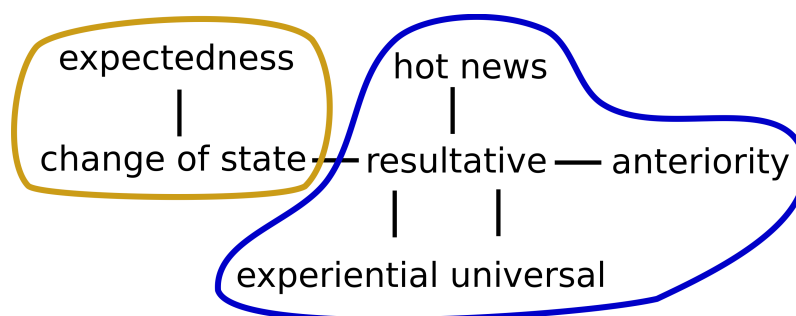 expectedness
hot news
change of state
resultative
anteriority
experiential universal